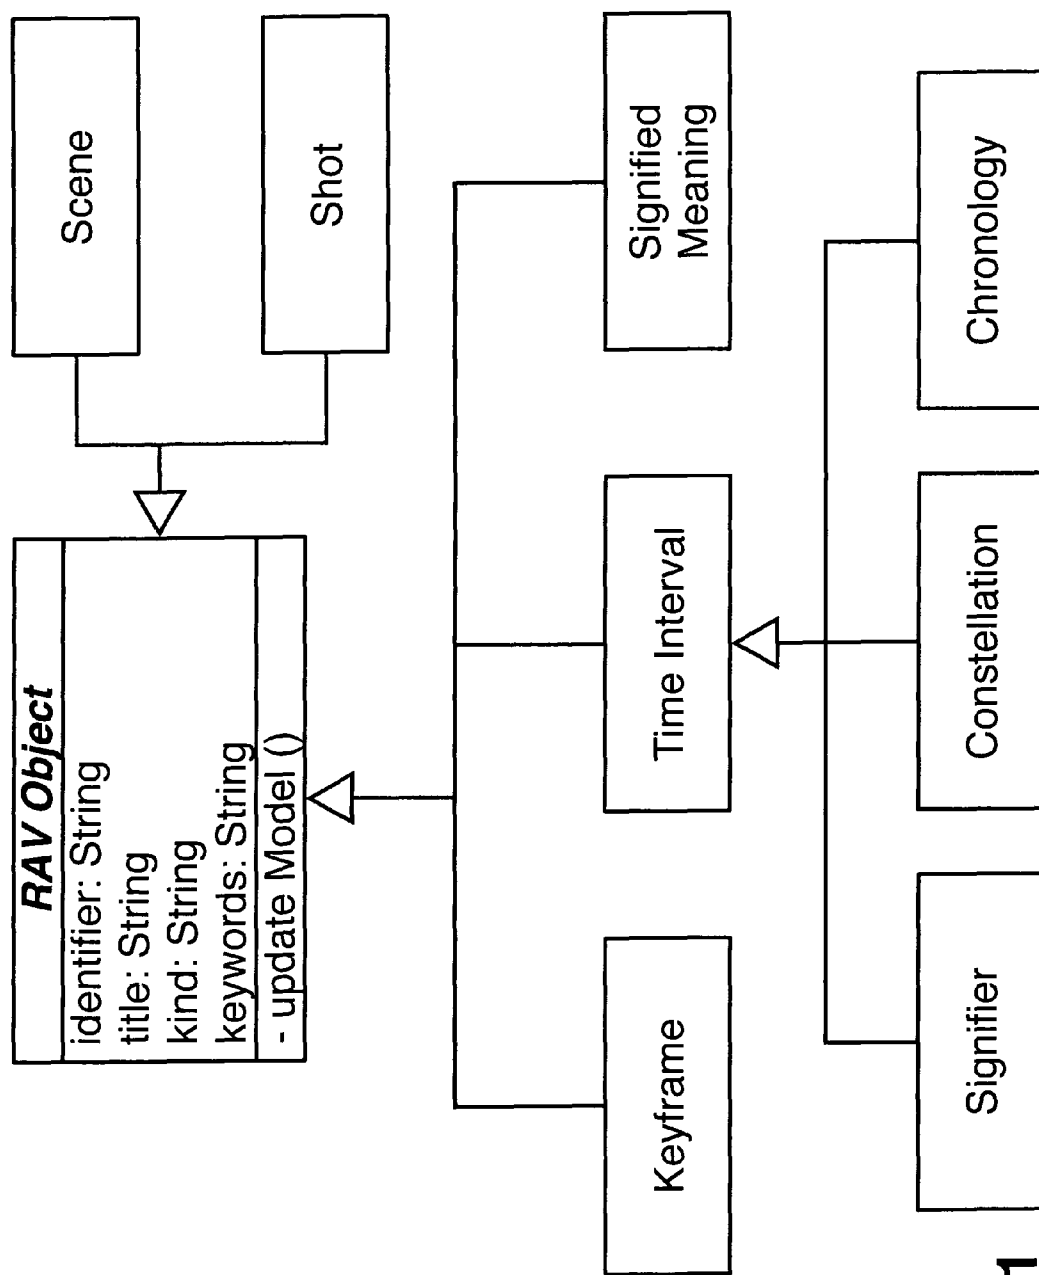 RAV Object
identifier: String
title: String
kind: String
keywords: String
- update Model ()
Scene
Shot
Keyframe
Time Interval
Signified
Meaning
Signifier
Constellation
Chronology
1